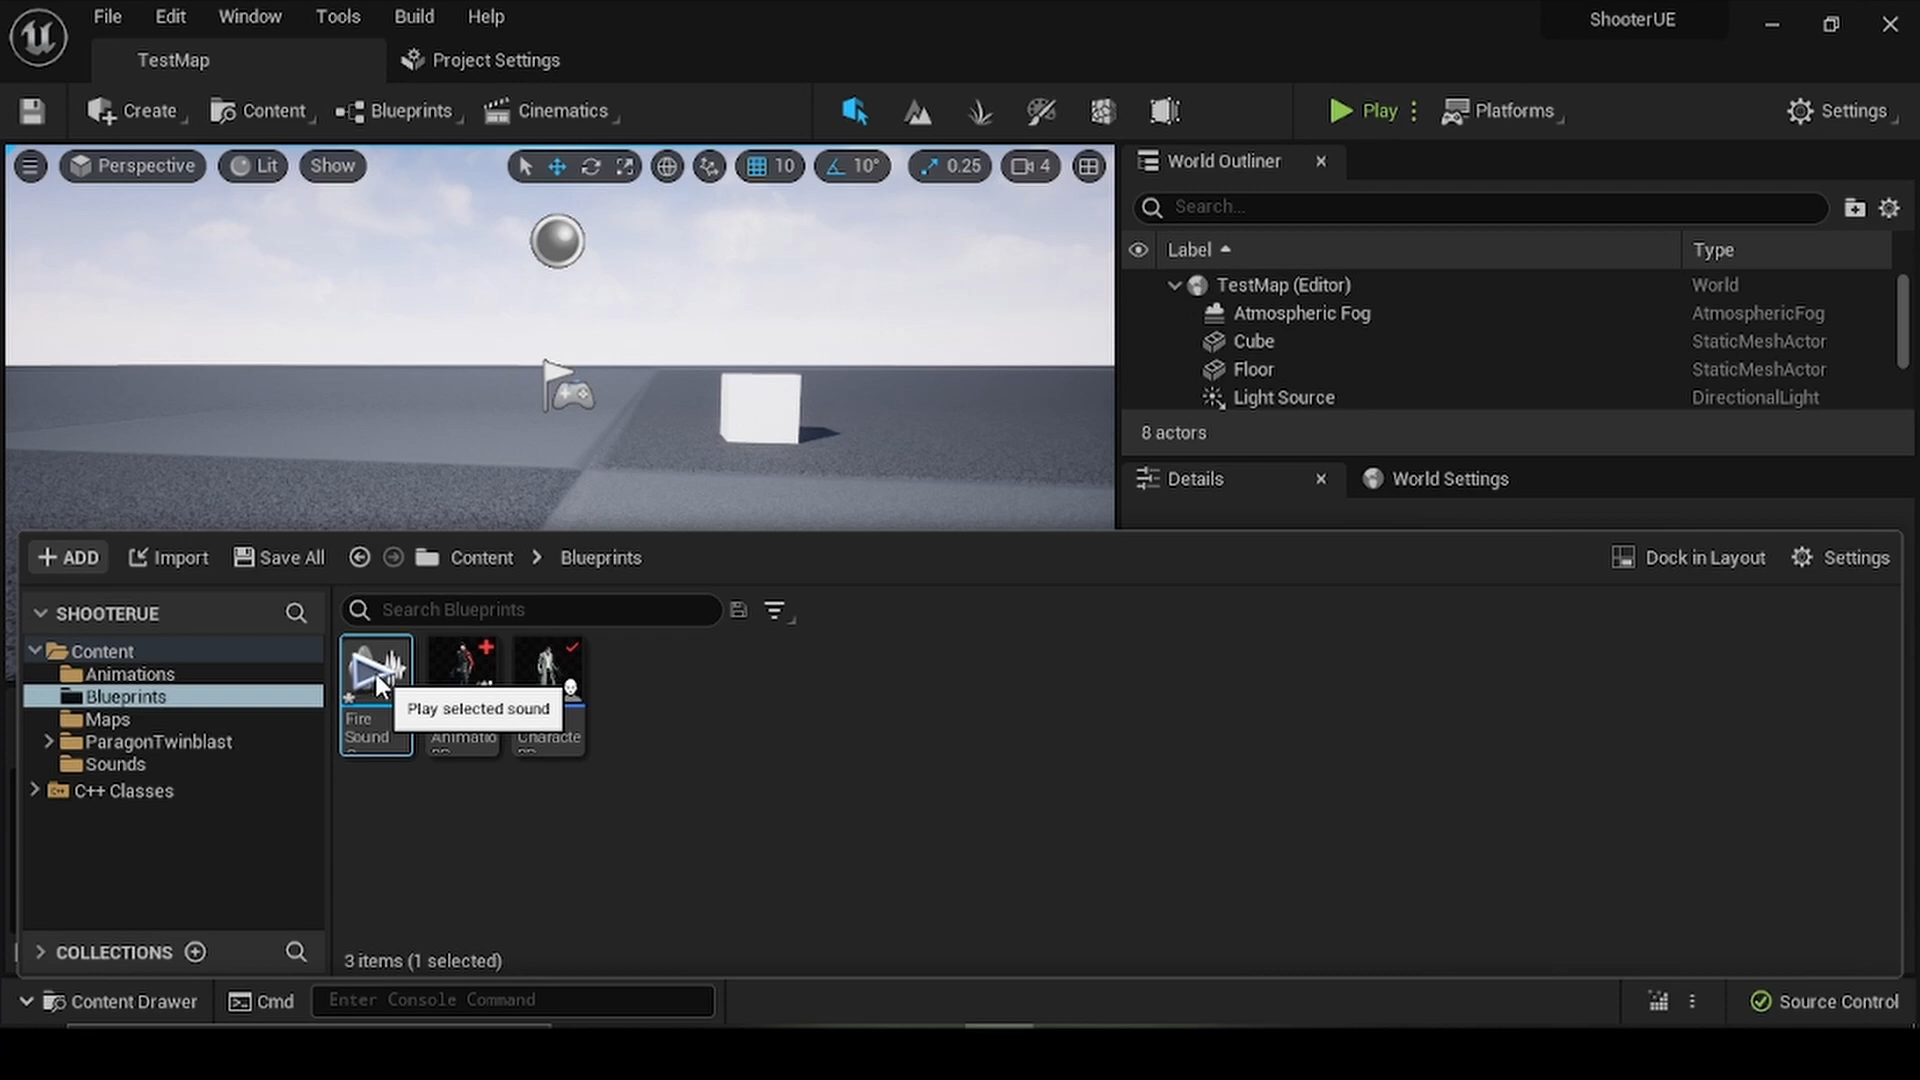 File
Edit
Window
Tools
Build
Help
ShooterUE
TestMap
Project Settings
Create
Content
Blueprints
Cinematics
Play
Platforms
Settings
Perspective
Lit
Show
10
10°
0.25
4
World Outliner
Search...
Label
Type
TestMap (Editor)
World
Atmospheric Fog
AtmosphericFog
Cube
StaticMeshActor
Floor
StaticMeshActor
Light Source
DirectionalLight
8 actors
Details
World Settings
ADD
Import
Save All
Content
Blueprints
Dock in Layout
Settings
SHOOTERUE
Search Blueprints
Content
Animations
Blueprints
Maps
ParagonTwinblast
Sounds
C++ Classes
Play selected sound
Fire
Sound
Animatio
Characte
COLLECTIONS
3 items (1 selected)
Content Drawer
Cmd
Enter Console Command
Source Control